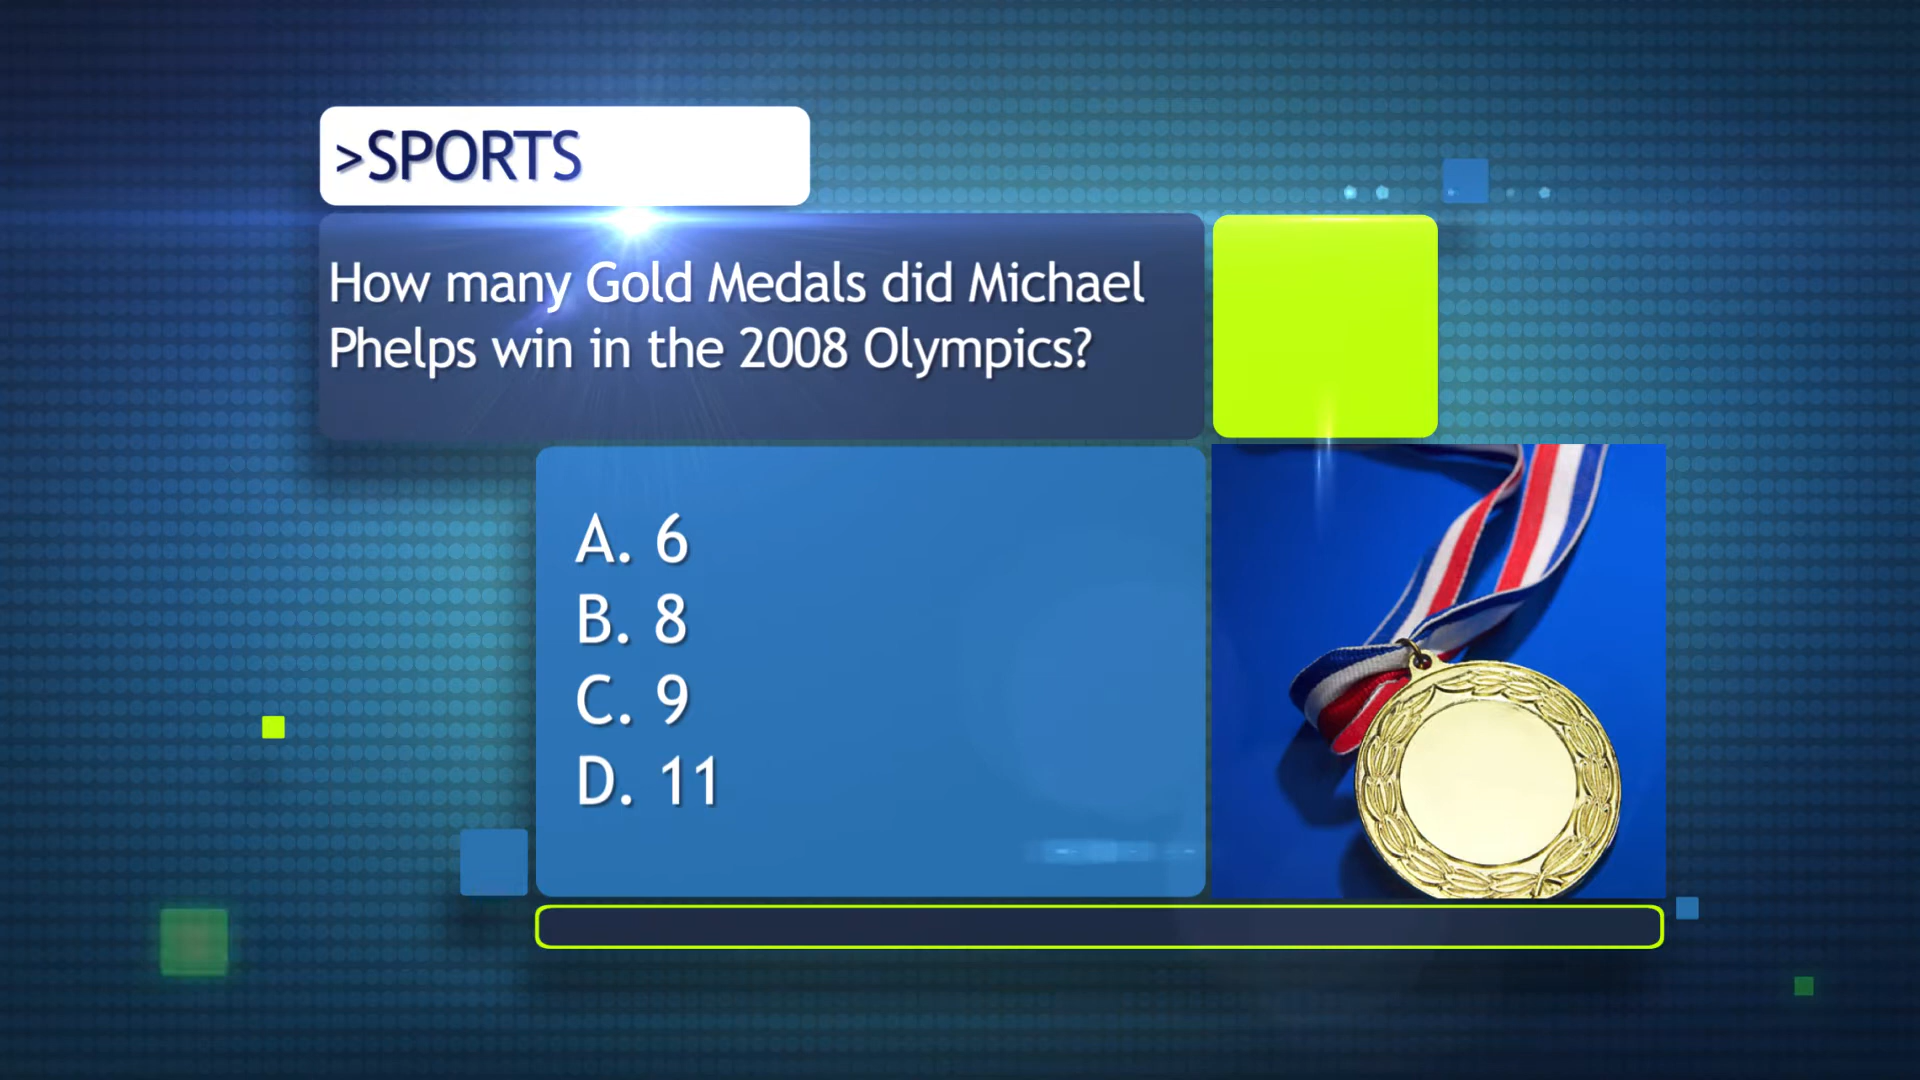 >SPORTS
How many Gold Medals did Michael
Phelps win in the 2008 Olympics?
A. 6
B. 8
C. 9
D. 11